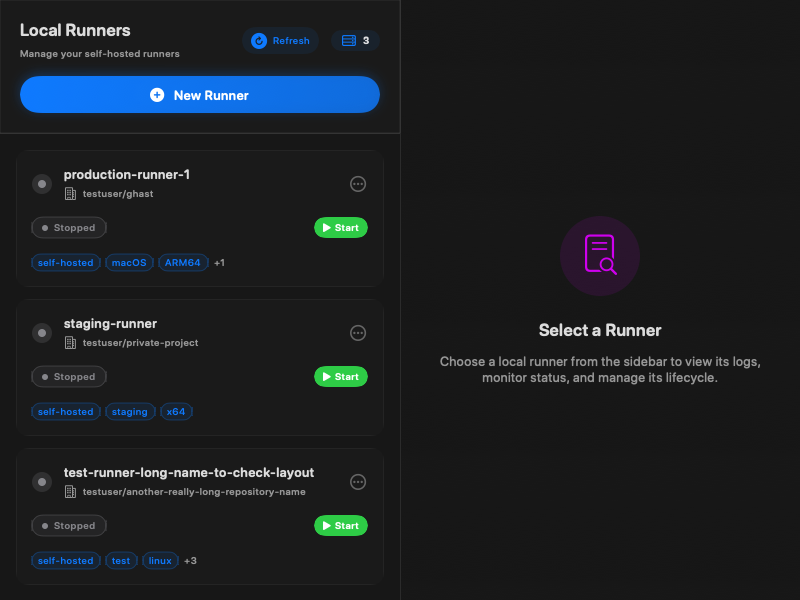 Local Runners
Manage your self-hosted runners
Refresh
3
New Runner
production-runner-1
testuser/ghast
Stopped
Start
self-hosted macOS ARM64 +1
staging-runner
testuser/private-project
Stopped
Start
self-hosted staging x64
test-runner-long-name-to-check-layout
testuser/another-really-long-repository-name
Stopped
Start
self-hosted test linux +3
Select a Runner
Choose a local runner from the sidebar to view its logs,
monitor status, and manage its lifecycle.